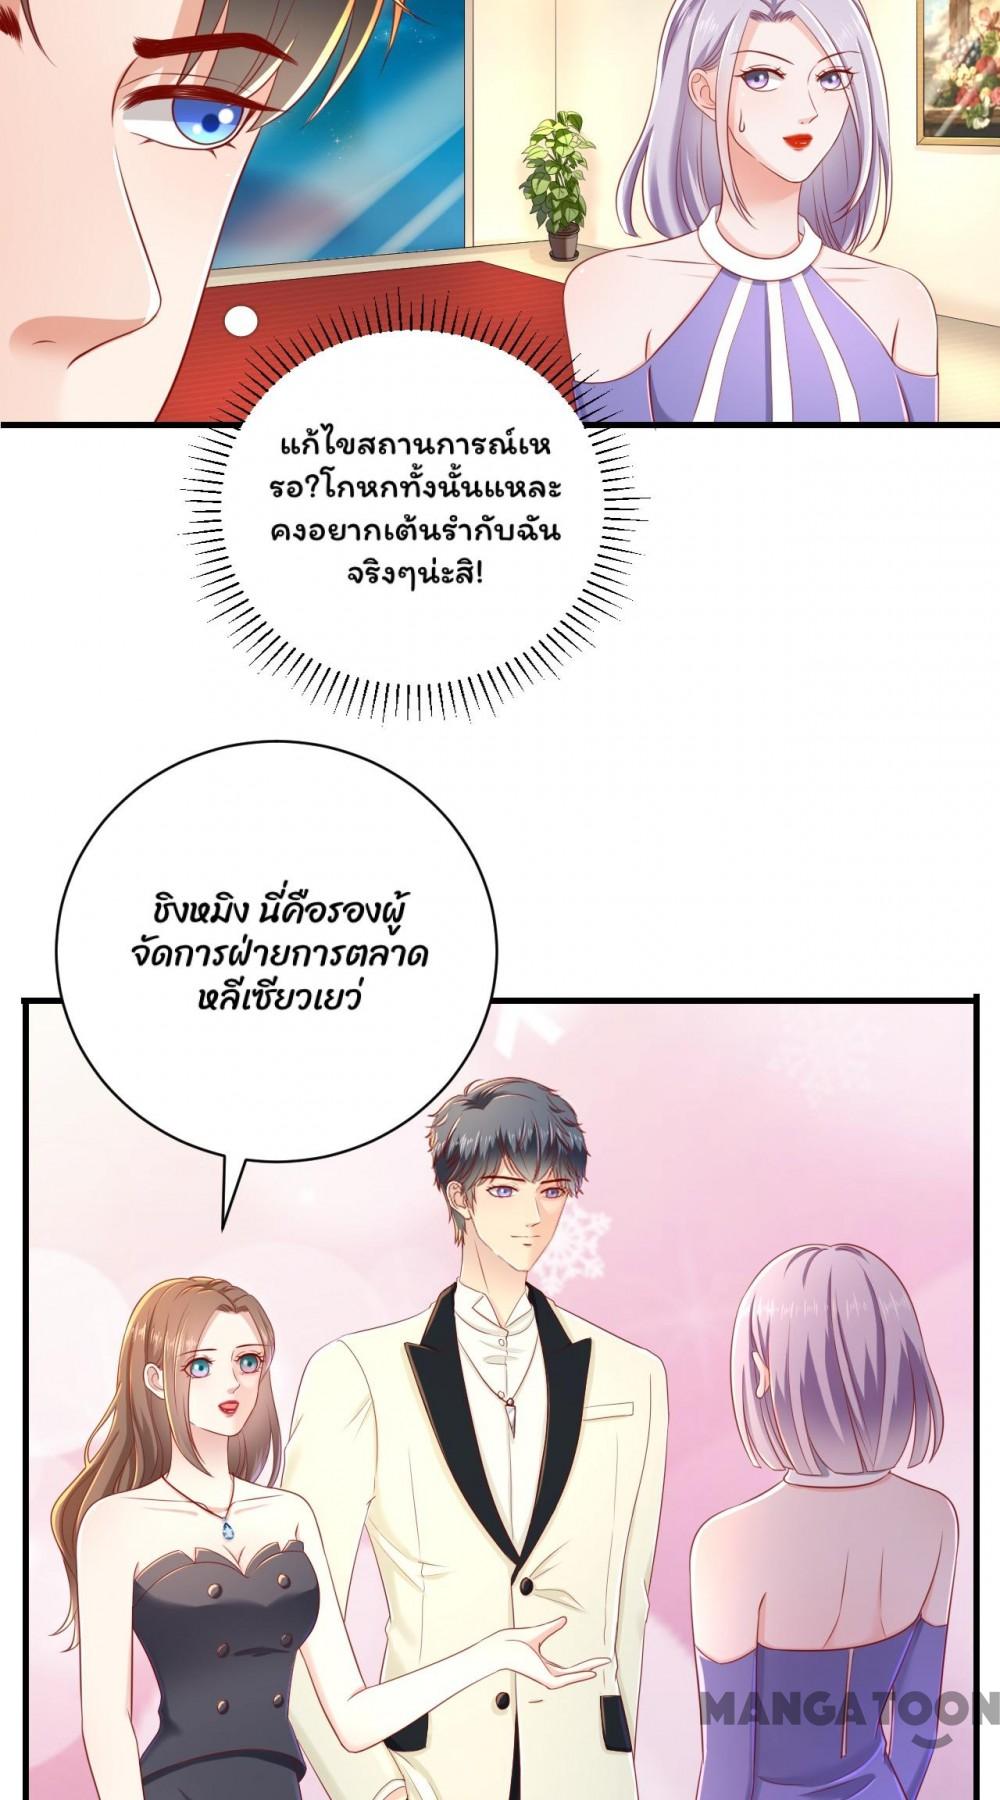 แก้ไขสถานการณ์เห
รอ?โกหกทั้งนั้นแหละ
คงอยากเต้นรำกับฉัน
จริงๆน่ะสิ!
ชิงหมิง นี่คือรองผู้
จัดการฝ่ายการตลาด
หลีเซียวเยว่
MANGATOON